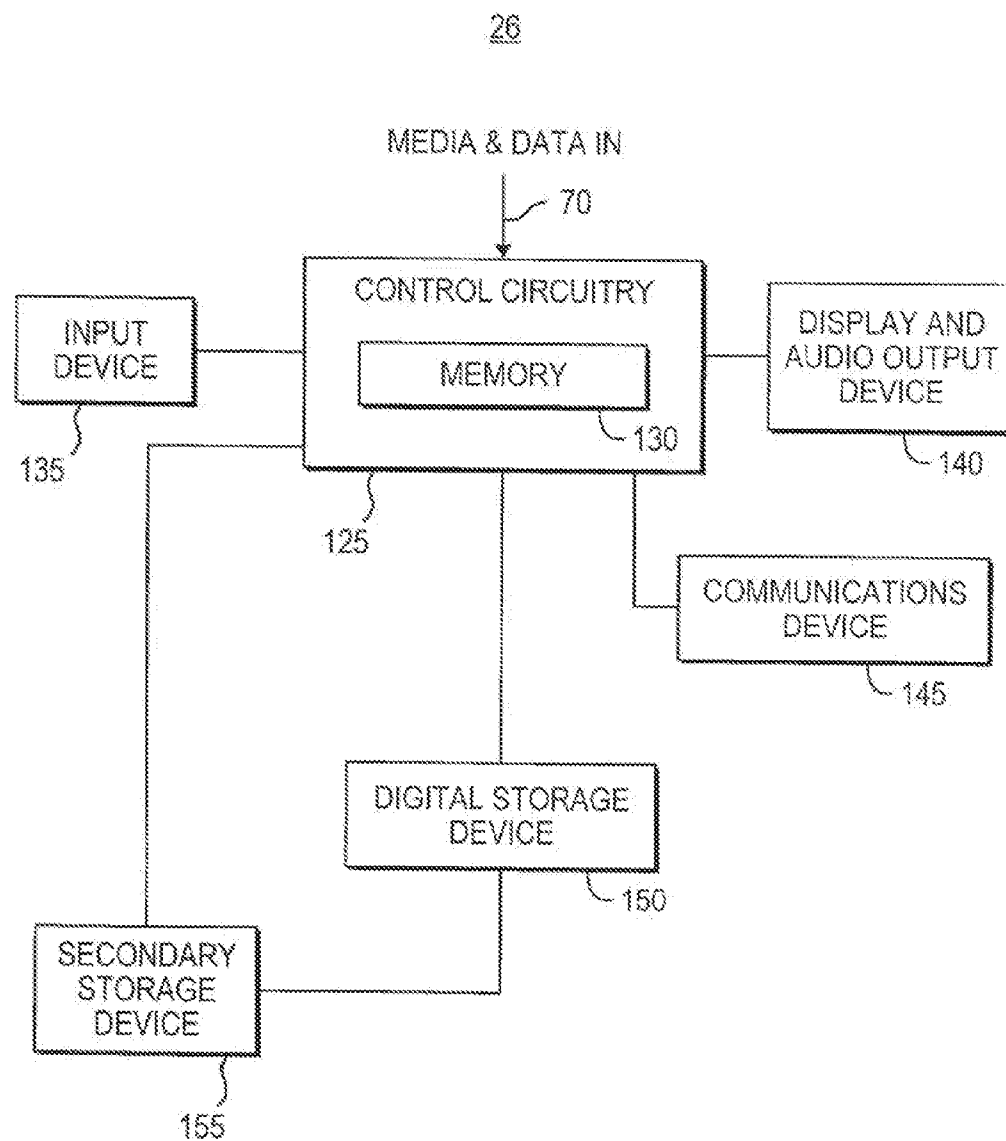 26
MEDIA & DATA IN
70
CONTROL CIRCUITRY
MEMORY
130
125
INPUT
DEVICE
135
DISPLAY AND
AUDIO OUTPUT
DEVICE
140
COMMUNICATIONS
DEVICE
145
DIGITAL STORAGE
DEVICE
150
SECONDARY
STORAGE
DEVICE
155